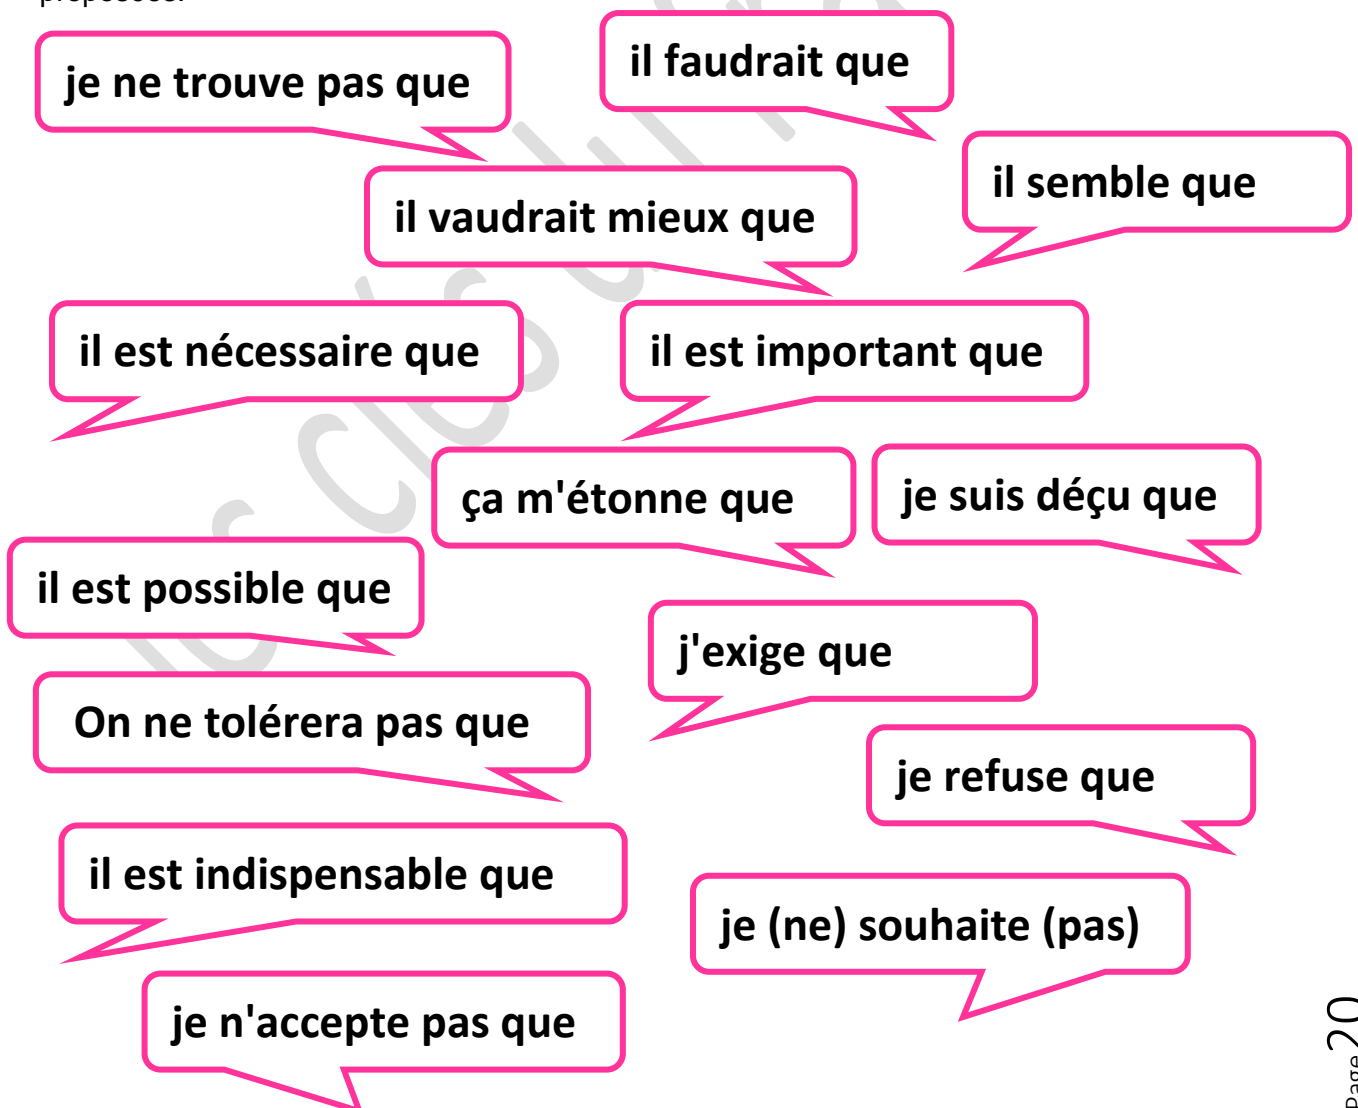 je ne trouve pas que
il faudrait que
il semble que
il vaudrait mieux que
il est nécessaire que
il est important que
ça m'étonne que
je suis déçu que
il est possible que
j'exige que
On ne tolérera pas que
je refuse que
il est indispensable que
je (ne) souhaite (pas)
je n'accepte pas que
Page 20